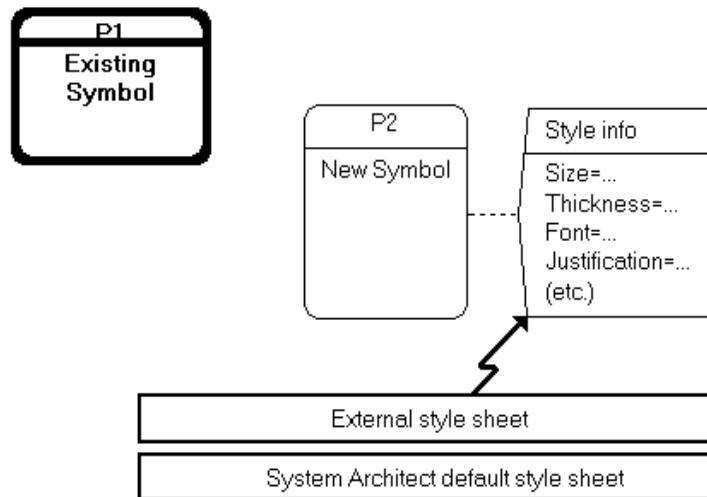 P1
Existing
Symbol
P2
New Symbol
Style info
Size=...
Thickness=...
Font=...
Justification=...
(etc.)
External style sheet
System Architect default style sheet